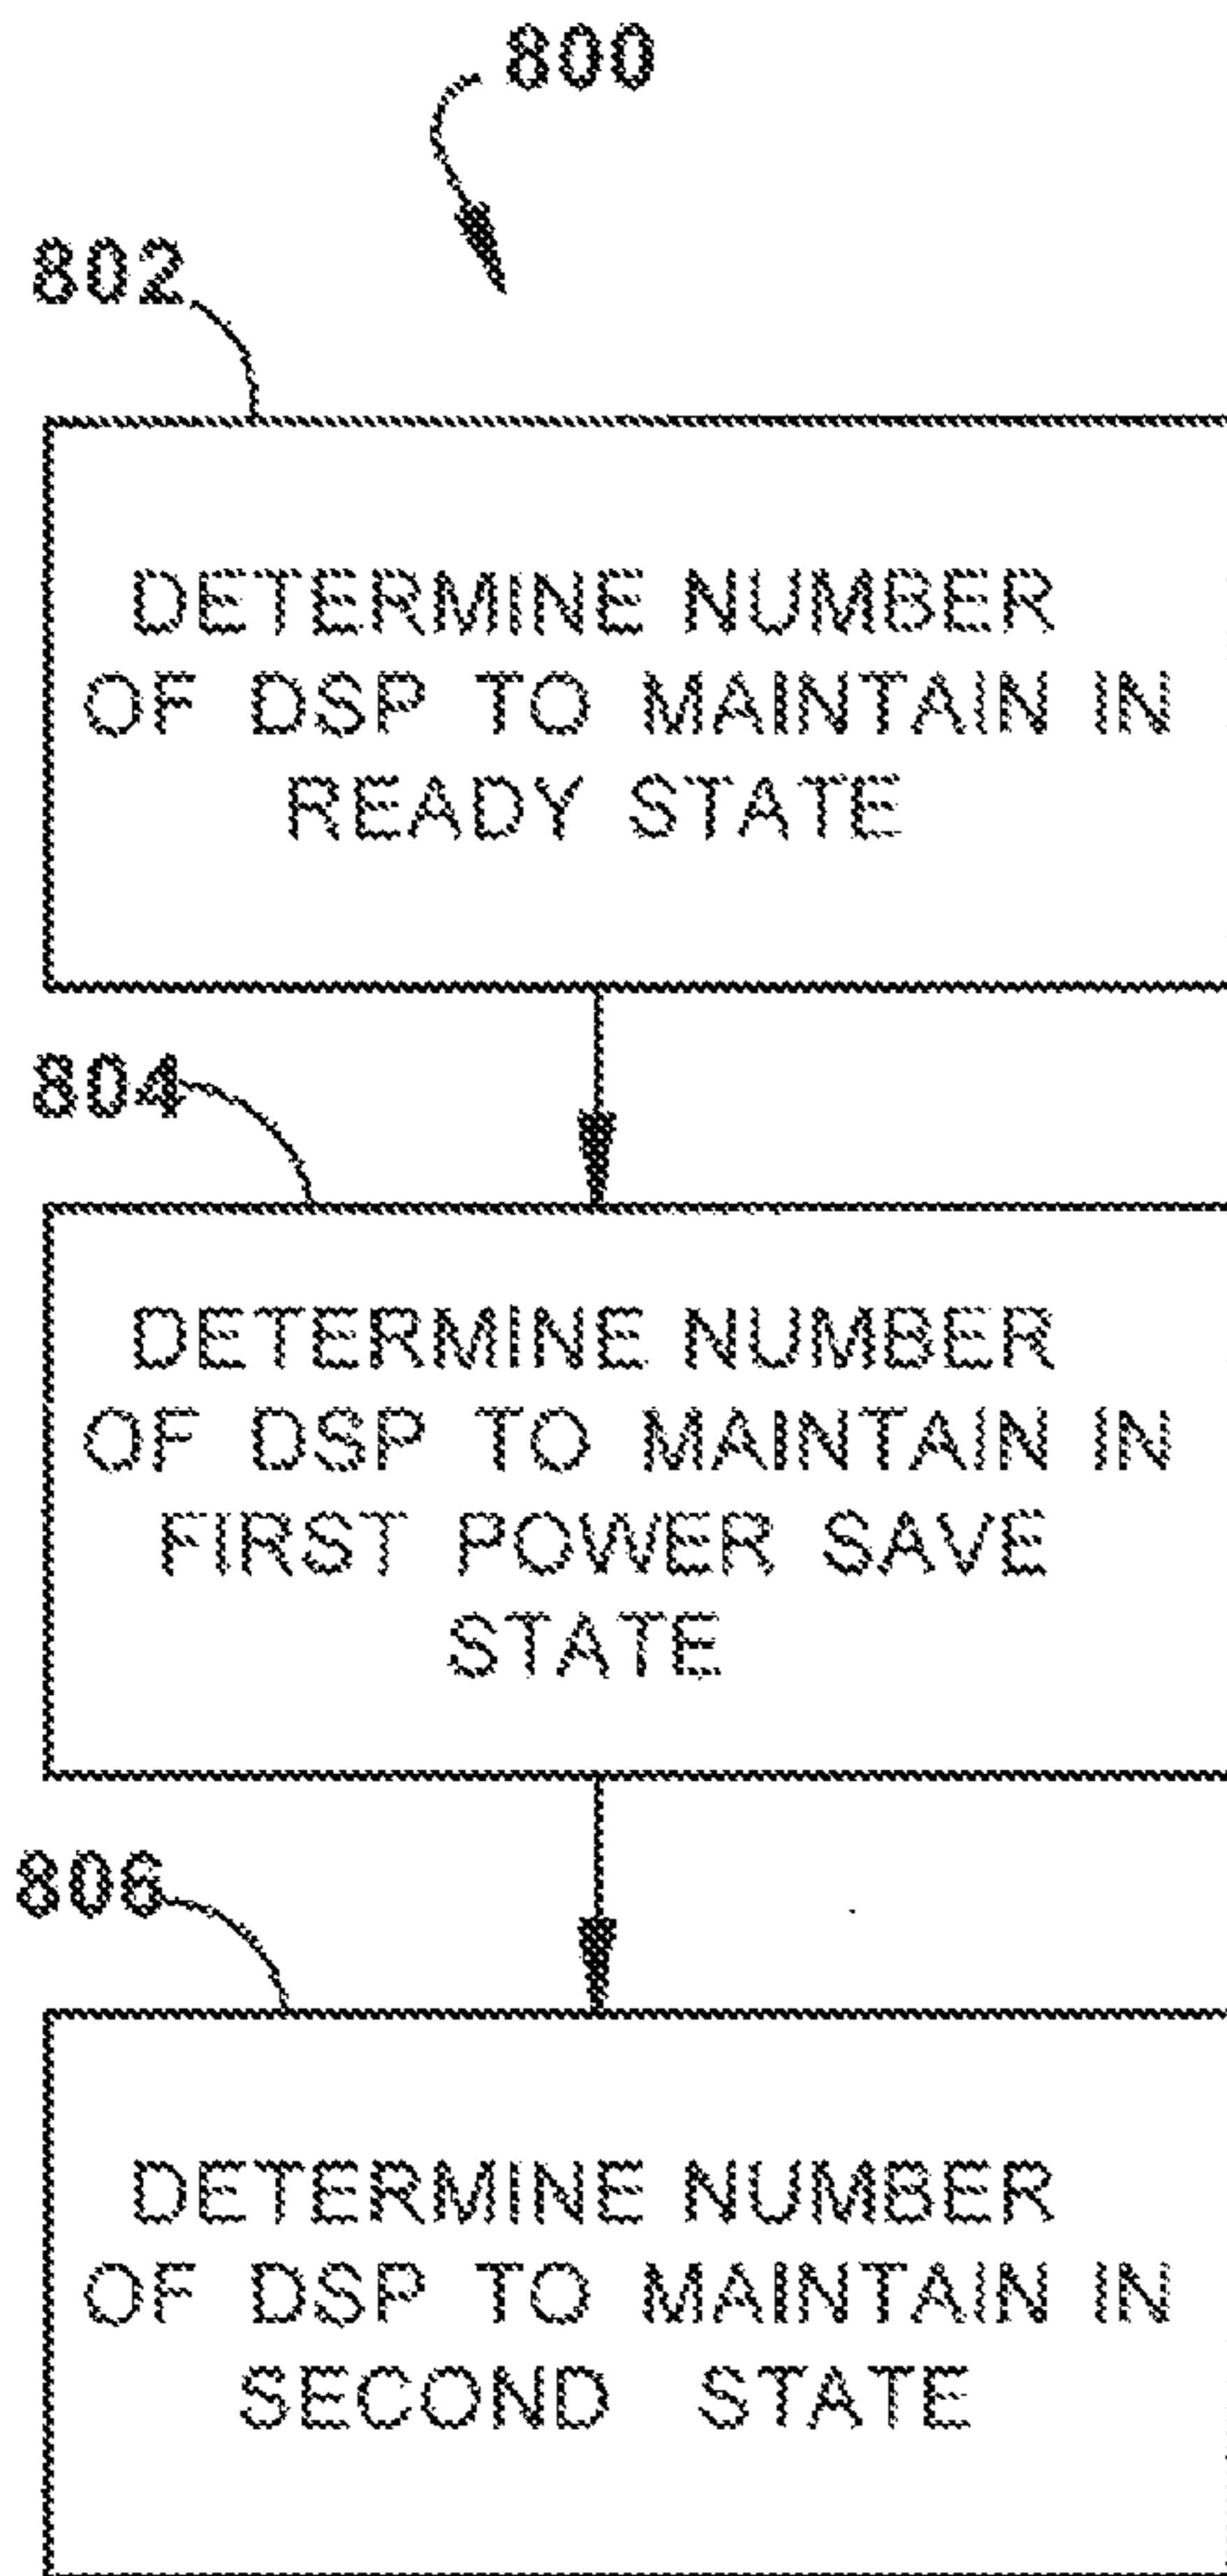 800
802
DETERMINE NUMBER
OF DSP TO MAINTAIN IN
READY STATE
804
DETERMINE NUMBER
OF DSP TO MAINTAIN IN
FIRST POWER SAVE
STATE
806
DETERMINE NUMBER
OF DSP TO MAINTAIN IN
SECOND STATE